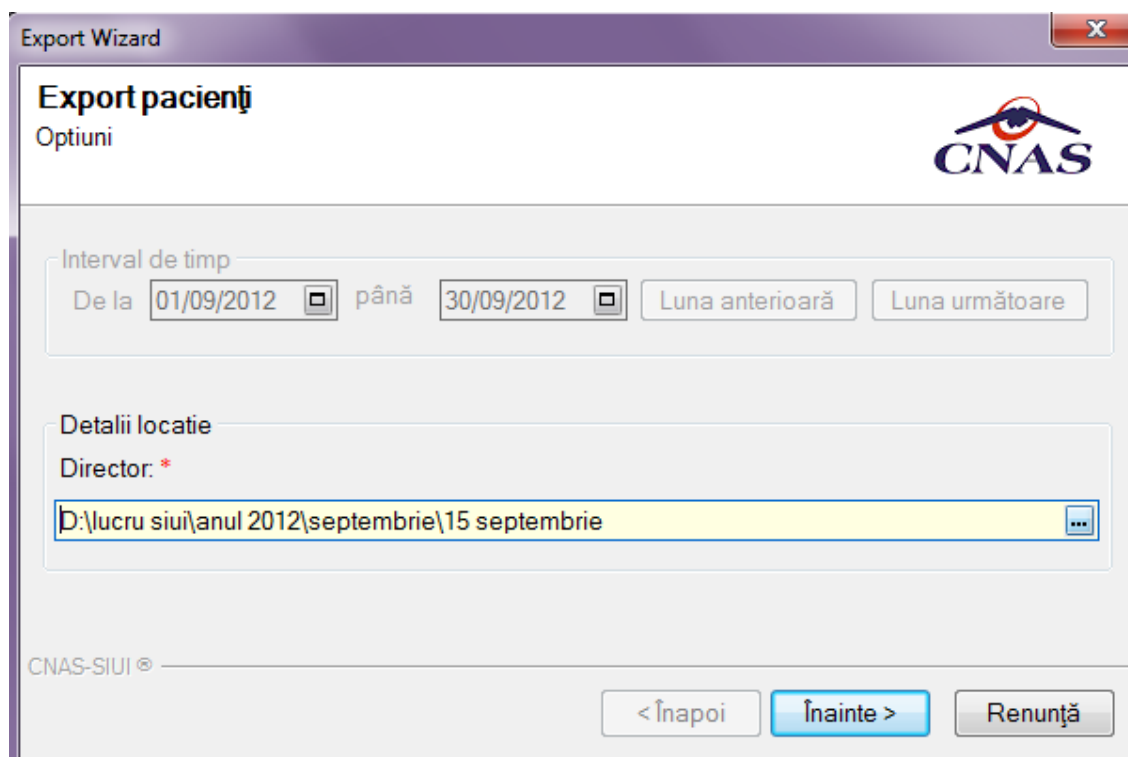 Export Wizard
x
Export pacienţi
Optiuni
CNAS
Interval de timp
De la 01/09/2012 până 30/09/2012 Luna anterioară Luna următoare
Detalii locatie
Director: *
D:\lucru siui\anul 2012\septembrie\15 septembrie ...
CNAS-SIUI ®
< Înapoi Înainte > Renunţă